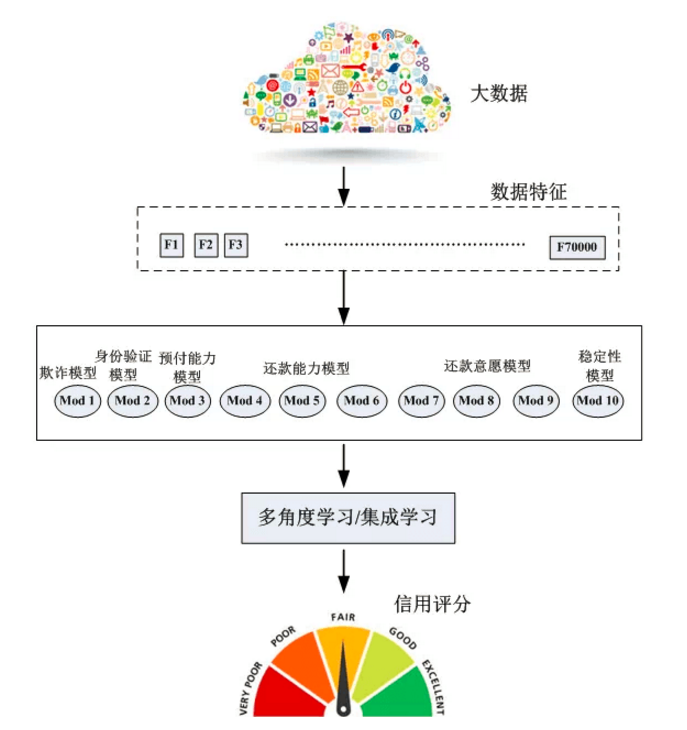 大数据
数据特征
F1 F2 F3 ………………………………… F70000
欺诈模型
身份验证
模型
预付能力
模型
还款能力模型
还款意愿模型
稳定性
模型
Mod 1 Mod 2 Mod 3 Mod 4 Mod 5 Mod 6 Mod 7 Mod 8 Mod 9 Mod 10
多角度学习/集成学习
信用评分
VERY POOR
POOR
FAIR
GOOD
EXCELLENT